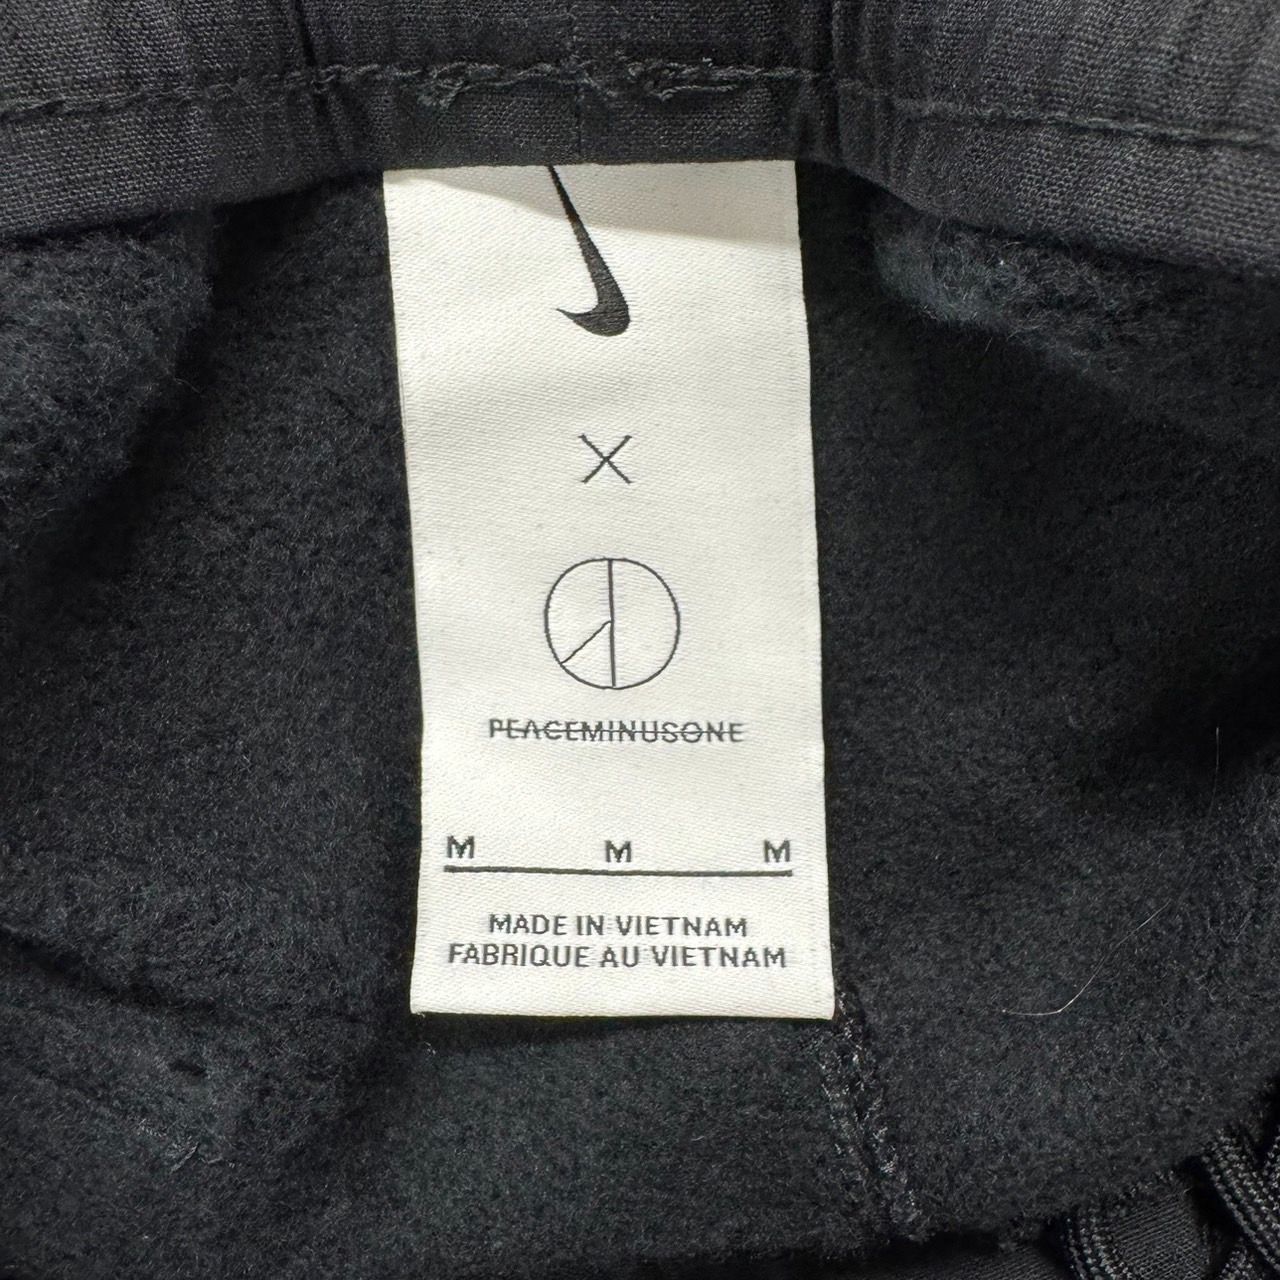 X
PEACEMINUSONE
M M M
MADE IN VIETNAM
FABRIQUE AU VIETNAM